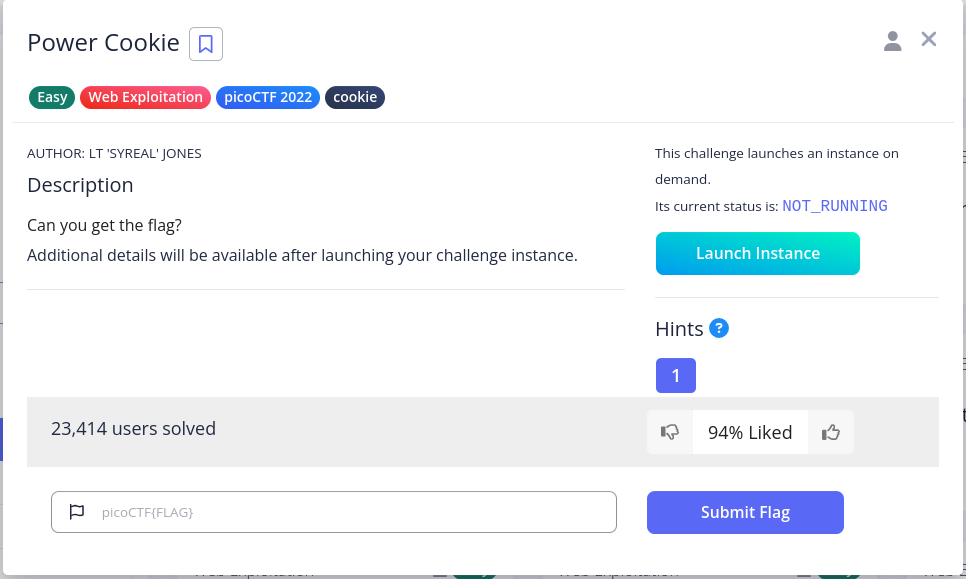 Power Cookie
Easy Web Exploitation picoCTF 2022 cookie
AUTHOR: LT 'SYREAL' JONES
Description
Can you get the flag?
Additional details will be available after launching your challenge instance.
This challenge launches an instance on
demand.
Its current status is: NOT_RUNNING
Launch Instance
Hints ?
1
23,414 users solved
94% Liked
picoCTF{FLAG}
Submit Flag